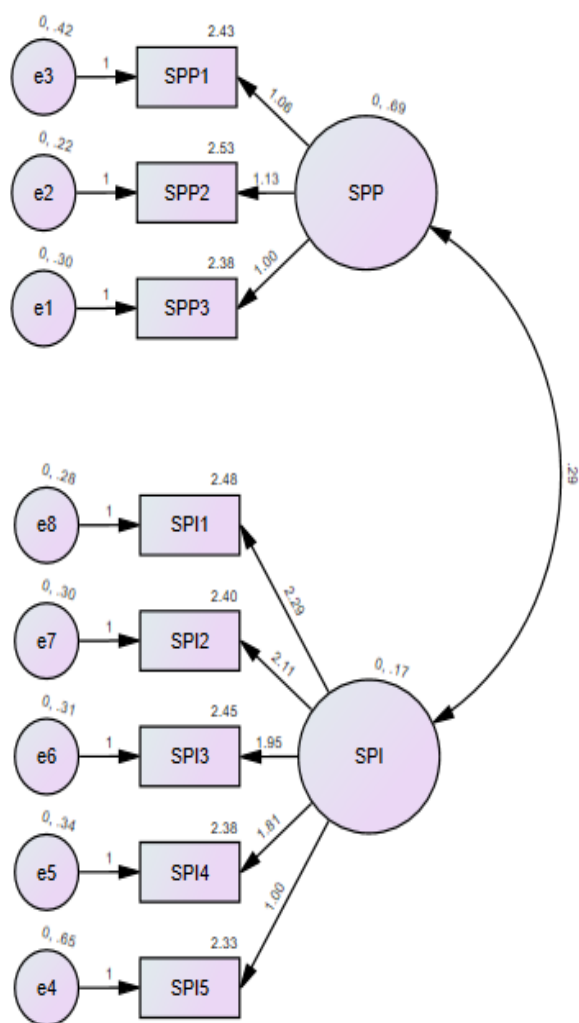 0, .42
2.43
e3
1
SPP1
1.06
0, .69
0, .22
2.53
e2
1
SPP2
1.13
SPP
0, .30
2.38
e1
1
SPP3
1.00
.29
0, .28
2.48
e8
1
SPI1
2.29
0, .30
2.40
e7
1
SPI2
2.11
0, .17
0, .31
2.45
e6
1
SPI3
1.95
SPI
0, .34
2.38
e5
1
SPI4
1.81
1.00
0, .65
2.33
e4
1
SPI5